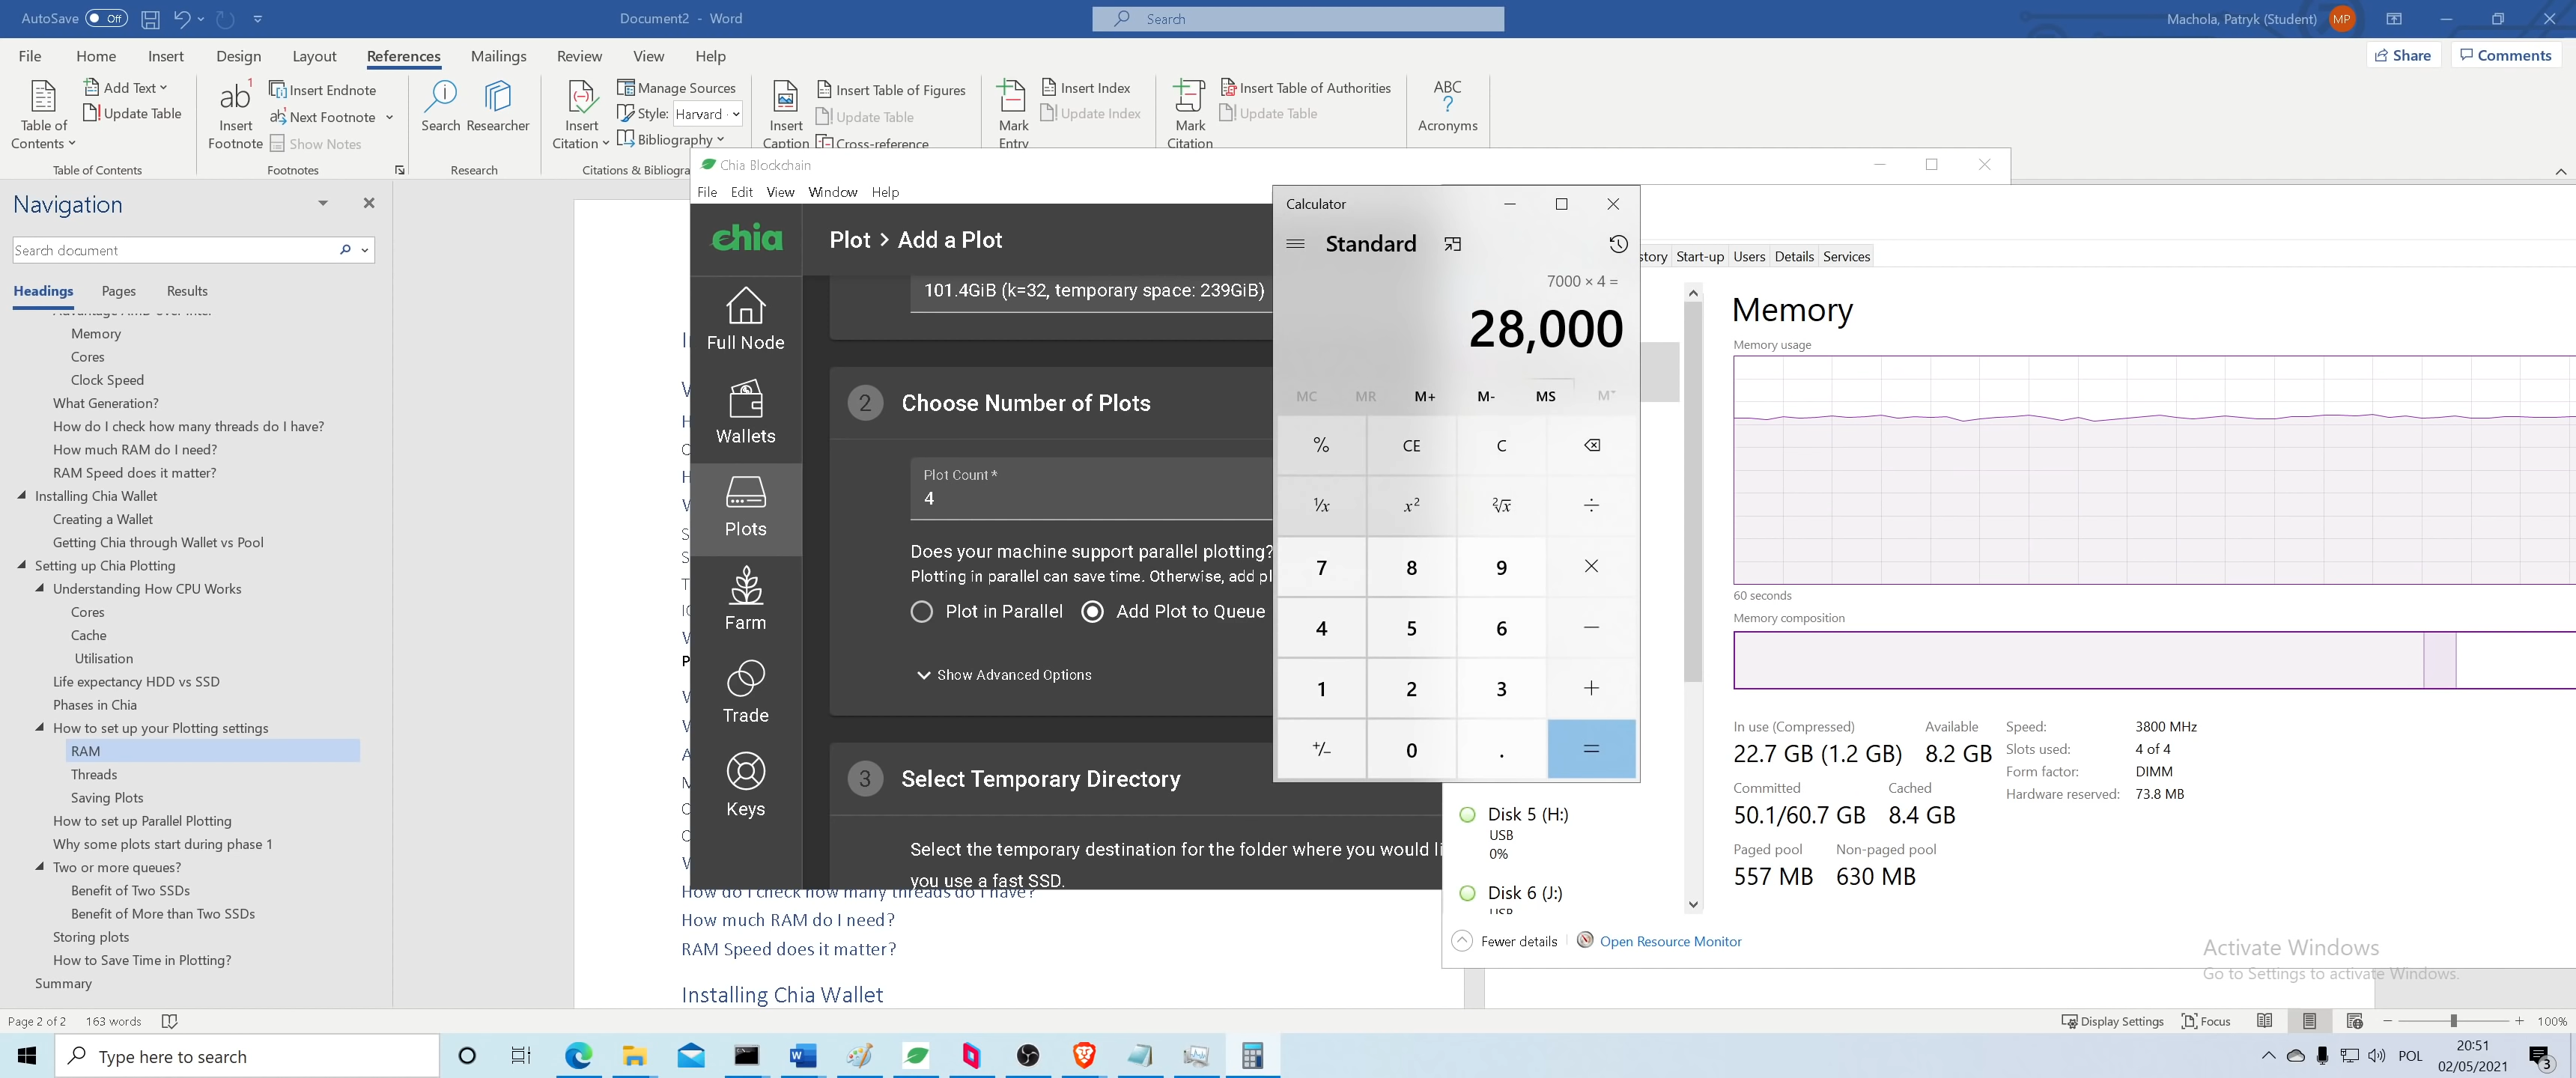 AutoSave Off
Document2 - Word
Search
Machola, Patryk (Student) MP
File Home Insert Design Layout References Mailings Review View Help
Share Comments
Table of Contents
Add Text
Update Table
Table of Contents
ab 1
Insert Footnote
Insert Endnote
ab Next Footnote
Show Notes
Footnotes
Search Researcher
Research
Insert Citation
Manage Sources
Style: Harvard
Bibliography
Citations & Bibliogra
Insert Caption
Insert Table of Figures
Update Table
Cross-reference
Mark Entry
Insert Index
Update Index
Mark Citation
Insert Table of Authorities
Update Table
ABC
?
Acronyms
Navigation
Search document
Headings Pages Results
Memory
Cores
Clock Speed
What Generation?
How do I check how many threads do I have?
How much RAM do I need?
RAM Speed does it matter?
Installing Chia Wallet
Creating a Wallet
Getting Chia through Wallet vs Pool
Setting up Chia Plotting
Understanding How CPU Works
Cores
Cache
Utilisation
Life expectancy HDD vs SSD
Phases in Chia
How to set up your Plotting settings
RAM
Threads
Saving Plots
How to set up Parallel Plotting
Why some plots start during phase 1
Two or more queues?
Benefit of Two SSDs
Benefit of More than Two SSDs
Storing plots
How to Save Time in Plotting?
Summary
Chia Blockchain
File Edit View Window Help
chia
Full Node
Wallets
Plots
Farm
Trade
Keys
Plot > Add a Plot
101.4GiB (k=32, temporary space: 239GiB)
2 Choose Number of Plots
Plot Count *
4
Does your machine support parallel plotting?
Plotting in parallel can save time. Otherwise, add pl
Plot in Parallel Add Plot to Queue
Show Advanced Options
3 Select Temporary Directory
Select the temporary destination for the folder where you would li
you use a fast SSD.
How do I check how many threads do I have?
How much RAM do I need?
RAM Speed does it matter?
Installing Chia Wallet
Calculator
Standard
7000 × 4 =
28,000
MC MR M+ M- MS M˅
% CE C
1/x x² ²√x ÷
7 8 9 ×
4 5 6 −
1 2 3 +
+/− 0 . =
story Start-up Users Details Services
Memory
Memory usage
60 seconds
Memory composition
In use (Compressed)
22.7 GB (1.2 GB)
Available
8.2 GB
Committed
50.1/60.7 GB
Cached
8.4 GB
Paged pool
557 MB
Non-paged pool
630 MB
Speed: 3800 MHz
Slots used: 4 of 4
Form factor: DIMM
Hardware reserved: 73.8 MB
Disk 5 (H:)
USB
0%
Disk 6 (J:)
USB
Fewer details Open Resource Monitor
Activate Windows
Go to Settings to activate Windows.
Page 2 of 2 163 words
Display Settings Focus 100%
Type here to search
POL
20:51
02/05/2021
3